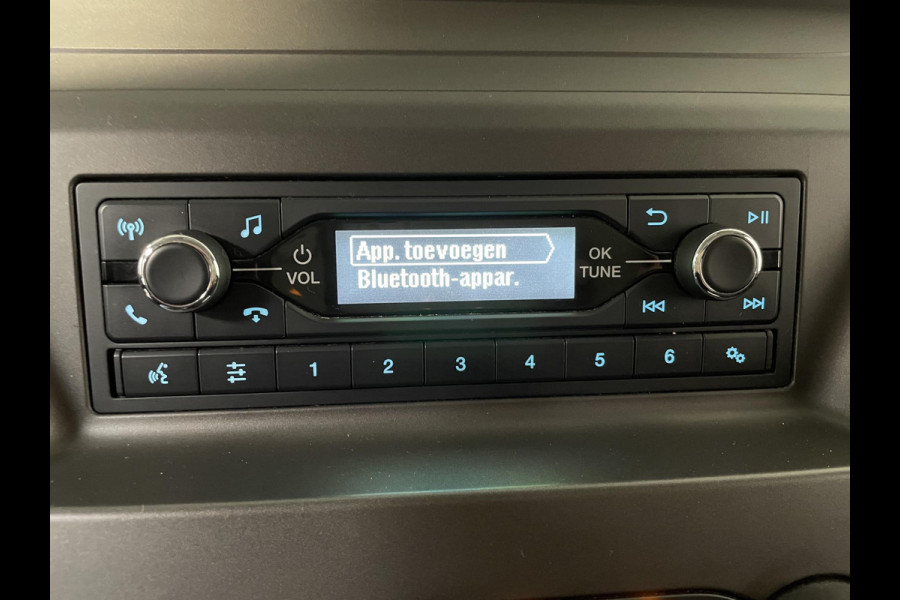 App. toevoegen
Bluetooth-appar.
VOL
OK
TUNE
1 2 3 4 5 6